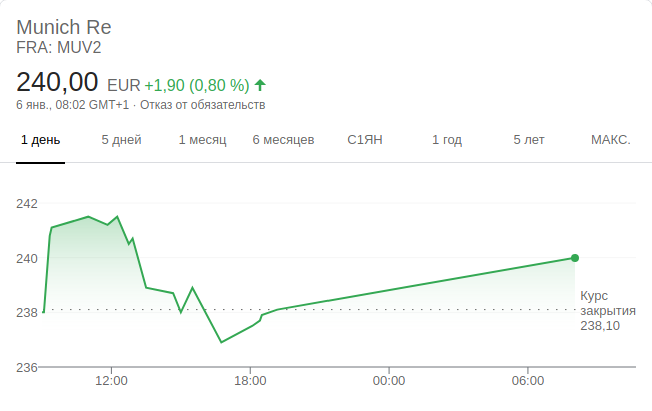 Munich Re
FRA: MUV2
240,00 EUR +1,90 (0,80 %)
6 янв., 08:02 GMT+1 · Отказ от обязательств
1 день 5 дней 1 месяц 6 месяцев С1ЯН 1 год 5 лет МАКС.
242
240
238
236
Курс
закрытия
238,10
12:00 18:00 00:00 06:00